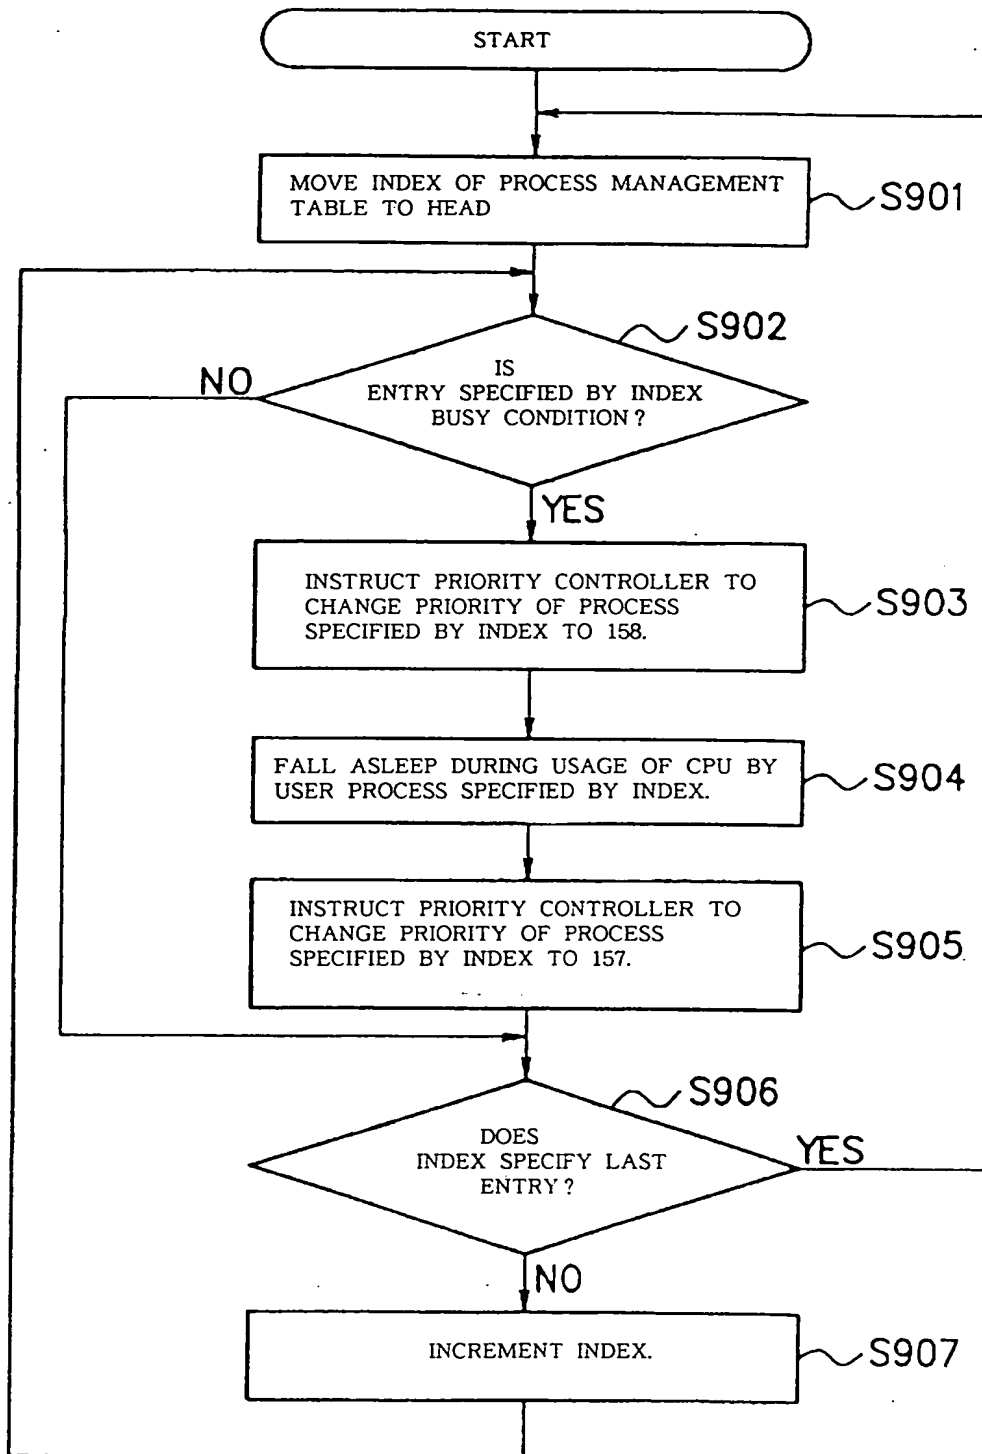 START
MOVE INDEX OF PROCESS MANAGEMENT
TABLE TO HEAD
S901
S902
IS
ENTRY SPECIFIED BY INDEX
BUSY CONDITION?
NO
YES
INSTRUCT PRIORITY CONTROLLER TO
CHANGE PRIORITY OF PROCESS
SPECIFIED BY INDEX TO 158.
S903
FALL ASLEEP DURING USAGE OF CPU BY
USER PROCESS SPECIFIED BY INDEX.
S904
INSTRUCT PRIORITY CONTROLLER TO
CHANGE PRIORITY OF PROCESS
SPECIFIED BY INDEX TO 157.
S905
S906
DOES
INDEX SPECIFY LAST
ENTRY?
YES
NO
INCREMENT INDEX.
S907